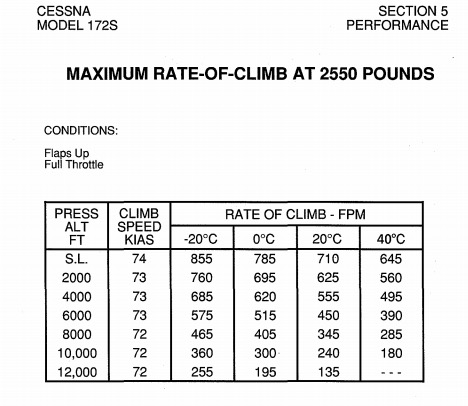 CESSNA SECTION 5
MODEL 172S PERFORMANCE
MAXIMUM RATE-OF-CLIMB AT 2550 POUNDS
CONDITIONS:
Flaps Up
Full Throttle
PRESS CLIMB RATE OF CLIMB - FPM
ALT SPEED
FT KIAS -20°C 0°C 20°C 40°C
S.L. 74 855 785 710 645
2000 73 760 695 625 560
4000 73 685 620 555 495
6000 73 575 515 450 390
8000 72 465 405 345 285
10,000 72 360 300 240 180
12,000 72 255 195 135 - - -